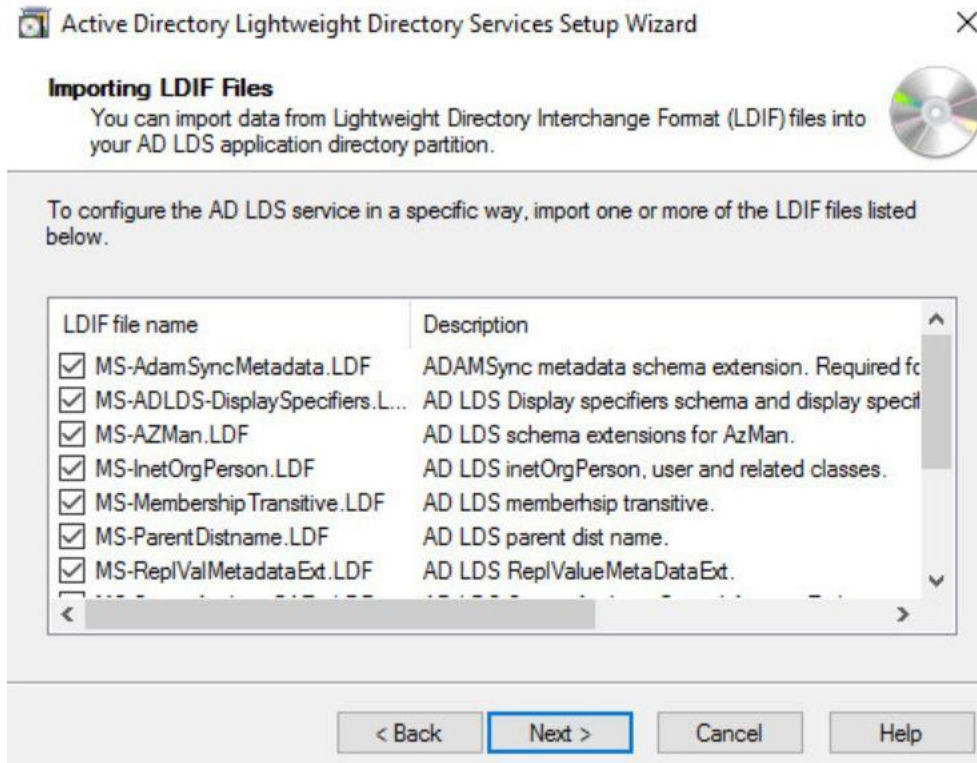 Active Directory Lightweight Directory Services Setup Wizard
Importing LDIF Files
You can import data from Lightweight Directory Interchange Format (LDIF) files into
your AD LDS application directory partition.
To configure the AD LDS service in a specific way, import one or more of the LDIF files listed
below.
LDIF file name Description
MS-AdamSyncMetadata.LDF ADAMSync metadata schema extension. Required fo
MS-ADLDS-DisplaySpecifiers.L... AD LDS Display specifiers schema and display specif
MS-AZMan.LDF AD LDS schema extensions for AzMan.
MS-InetOrgPerson.LDF AD LDS inetOrgPerson, user and related classes.
MS-MembershipTransitive.LDF AD LDS memberhsip transitive.
MS-ParentDistname.LDF AD LDS parent dist name.
MS-ReplValMetadataExt.LDF AD LDS ReplValueMetaDataExt.
< Back Next > Cancel Help